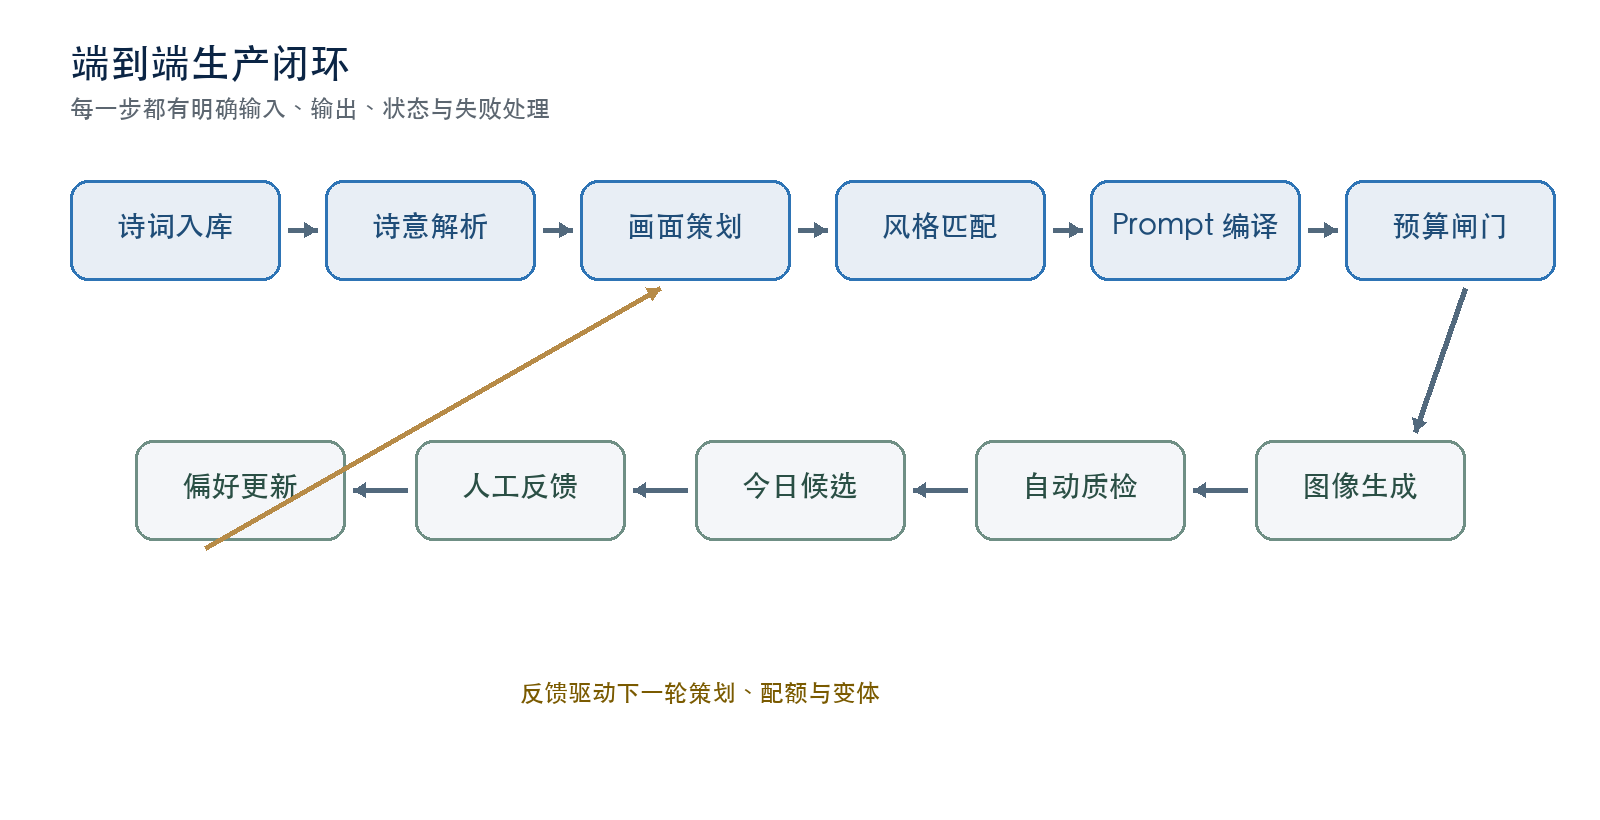 端到端生产闭环
每一步都有明确输入、输出、状态与失败处理
诗词入库
诗意解析
画面策划
风格匹配
Prompt 编译
预算闸门
偏好更新
人工反馈
今日候选
自动质检
图像生成
反馈驱动下一轮策划、配额与变体